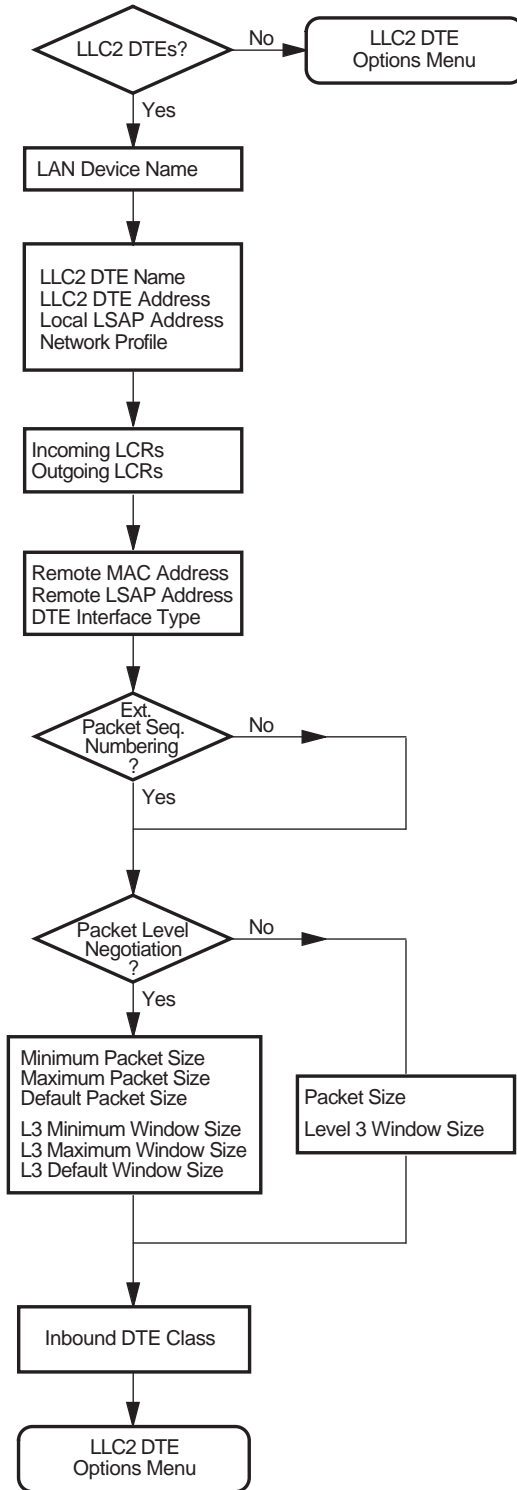 LLC2 DTEs?
No
LLC2 DTE
Options Menu
Yes
LAN Device Name
LLC2 DTE Name
LLC2 DTE Address
Local LSAP Address
Network Profile
Incoming LCRs
Outgoing LCRs
Remote MAC Address
Remote LSAP Address
DTE Interface Type
Ext.
Packet Seq.
Numbering
?
No
Yes
Packet Level
Negotiation
?
No
Yes
Minimum Packet Size
Maximum Packet Size
Default Packet Size
L3 Minimum Window Size
L3 Maximum Window Size
L3 Default Window Size
Packet Size
Level 3 Window Size
Inbound DTE Class
LLC2 DTE
Options Menu